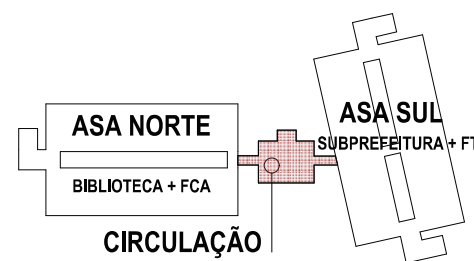 ASA NORTE
BIBLIOTECA + FCA
ASA SUL
SUBPREFEITURA + FT
CIRCULAÇÃO